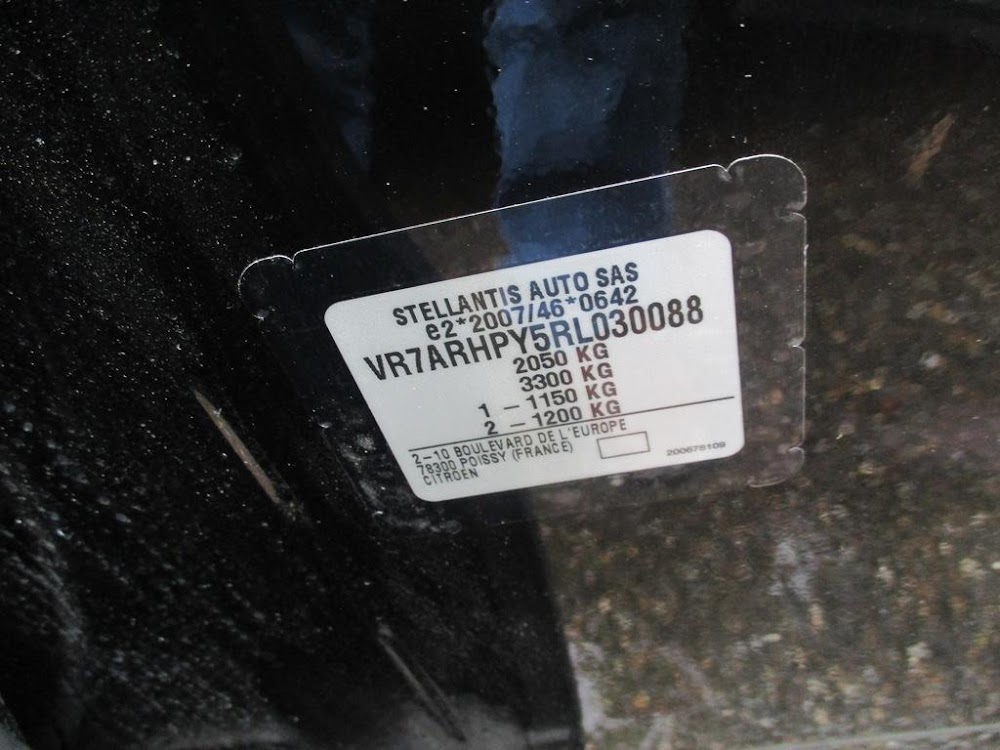 STELLANTIS AUTO SAS
e2*2007/46*0642
VR7ARHPY5RL030088
2050 KG
3300 KG
1 – 1150 KG
2 – 1200 KG
2–10 BOULEVARD DE L'EUROPE
78300 POISSY (FRANCE)
CITROEN
200678109